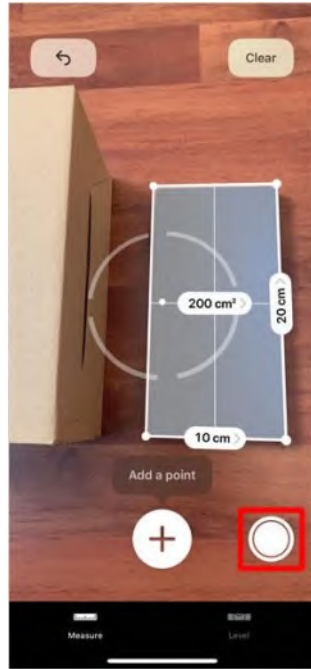 Clear
200 cm²
20 cm
10 cm
Add a point
Measure
Level